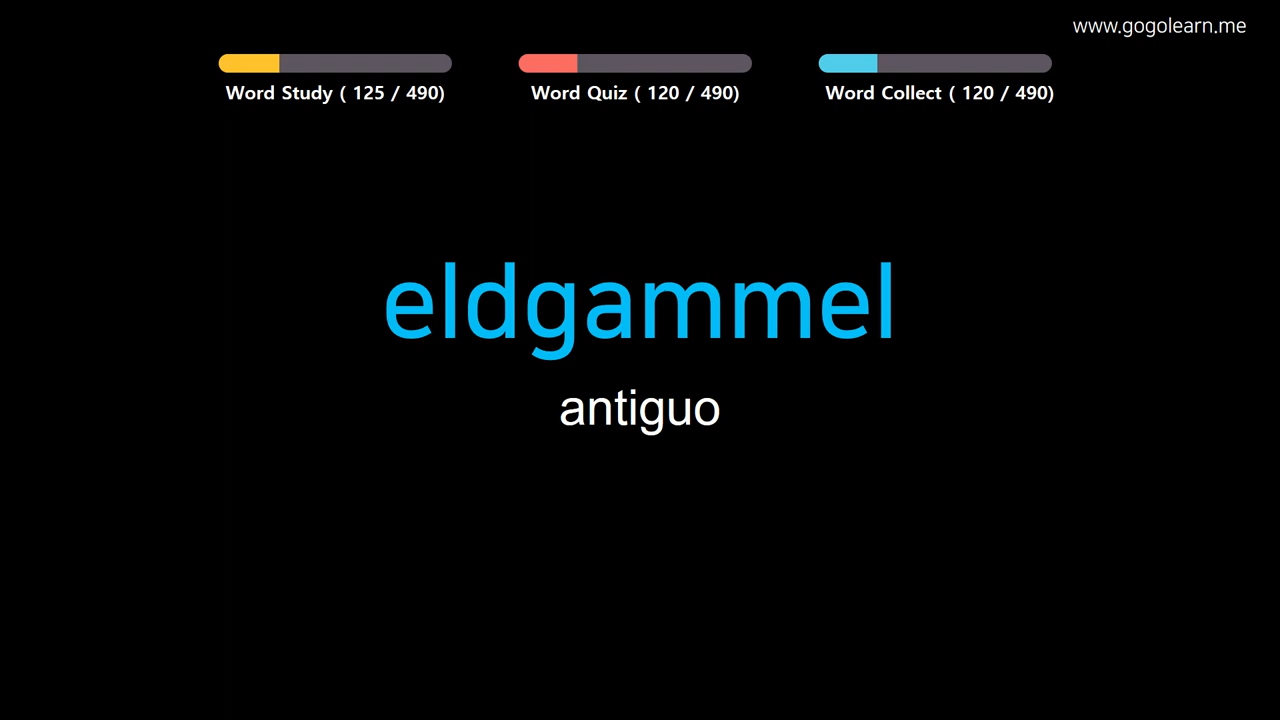 www.gogolearn.me
Word Study ( 125 / 490)
Word Quiz ( 120 / 490)
Word Collect ( 120 / 490)
eldgammel
antiguo